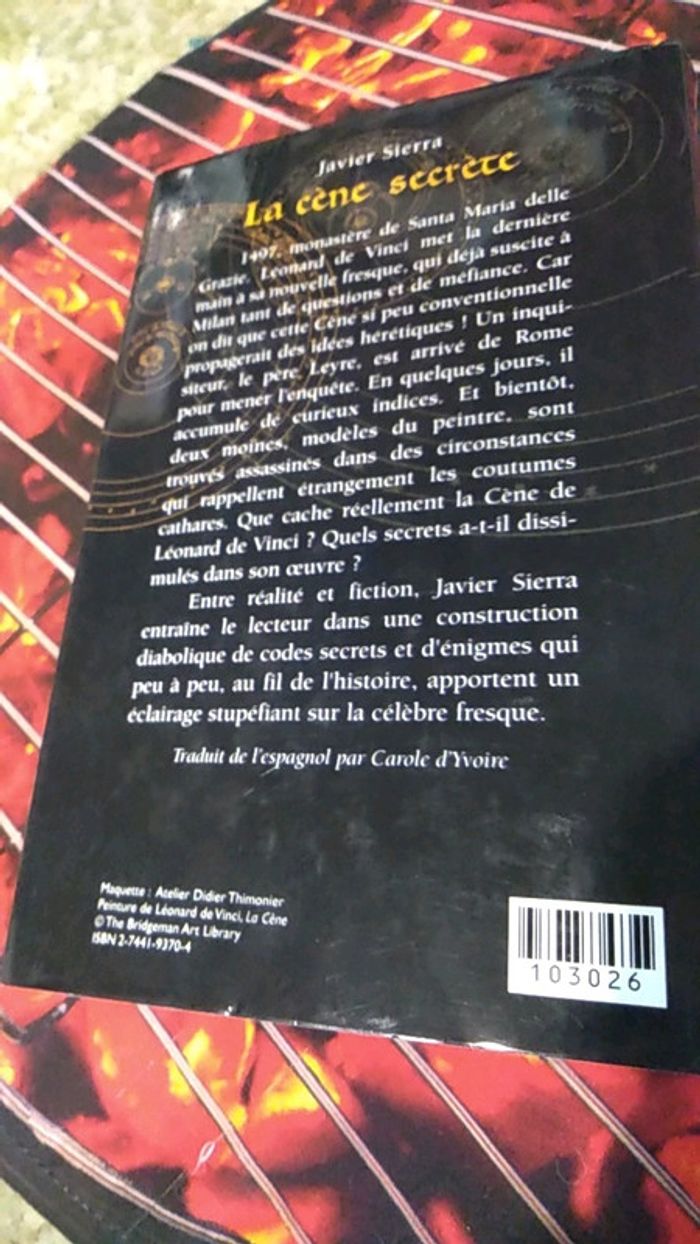 Javier Sierra
La cène secrète
1497, monastère de Santa Maria delle
Grazie. Léonard de Vinci met la dernière
main à sa nouvelle fresque, qui déjà suscite à
Milan tant de questions et de méfiance. Car
on dit que cette Cène si peu conventionnelle
propagerait des idées hérétiques ! Un inqui-
siteur, le père Leyre, est arrivé de Rome
pour mener l'enquête. En quelques jours, il
accumule de curieux indices. Et bientôt,
deux moines, modèles du peintre, sont
trouvés assassinés dans des circonstances
qui rappellent étrangement les coutumes
cathares. Que cache réellement la Cène de
Léonard de Vinci ? Quels secrets a-t-il dissi-
mulés dans son œuvre ?
Entre réalité et fiction, Javier Sierra
entraîne le lecteur dans une construction
diabolique de codes secrets et d'énigmes qui
peu à peu, au fil de l'histoire, apportent un
éclairage stupéfiant sur la célèbre fresque.
Traduit de l'espagnol par Carole d'Yvoire
Maquette : Atelier Didier Thimonier
Peinture de Léonard de Vinci, La Cène
© The Bridgeman Art Library
ISBN 2-7441-9370-4
103026